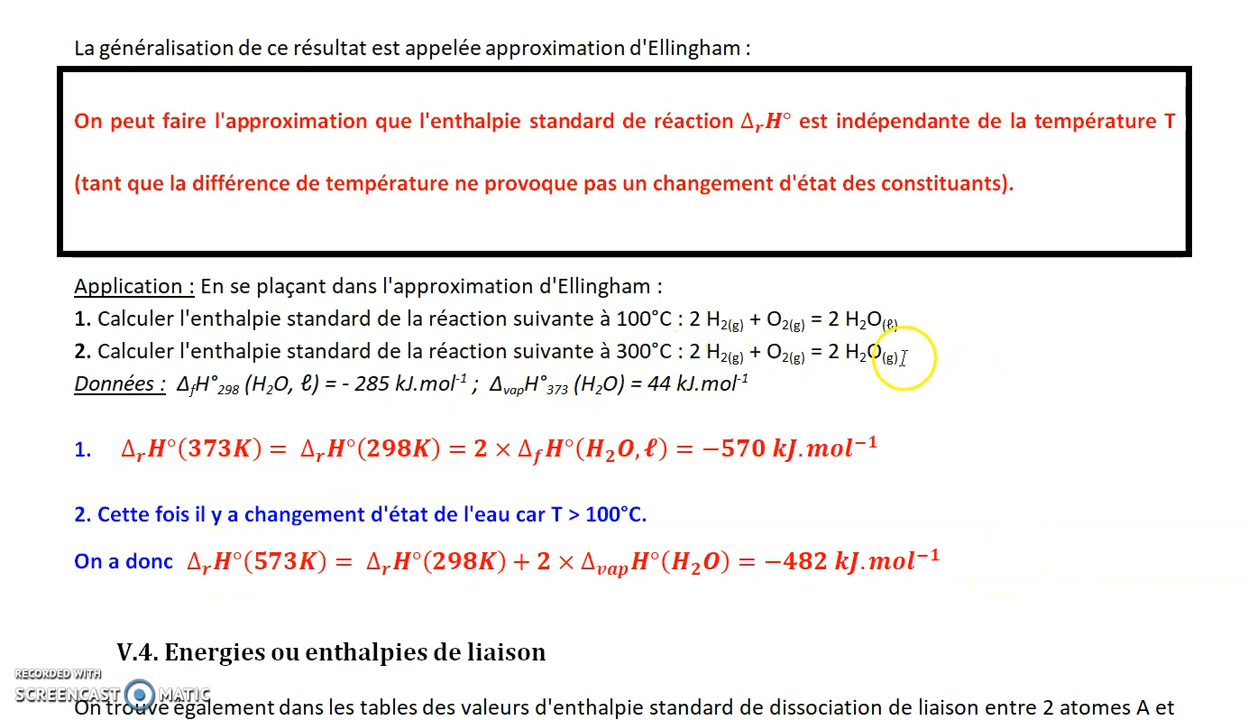 La généralisation de ce résultat est appelée approximation d'Ellingham :
On peut faire l'approximation que l'enthalpie standard de réaction ΔrH° est indépendante de la température T
(tant que la différence de température ne provoque pas un changement d'état des constituants).
Application : En se plaçant dans l'approximation d'Ellingham :
1. Calculer l'enthalpie standard de la réaction suivante à 100°C : 2 H2(g) + O2(g) = 2 H2O(ℓ)
2. Calculer l'enthalpie standard de la réaction suivante à 300°C : 2 H2(g) + O2(g) = 2 H2O(g)
Données : ΔfH°298 (H2O, ℓ) = - 285 kJ.mol-1 ; ΔvapH°373 (H2O) = 44 kJ.mol-1
1. ΔrH°(373K) = ΔrH°(298K) = 2 × ΔfH°(H2O, ℓ) = −570 kJ.mol−1
2. Cette fois il y a changement d'état de l'eau car T > 100°C.
On a donc ΔrH°(573K) = ΔrH°(298K) + 2 × ΔvapH°(H2O) = −482 kJ.mol−1
V.4. Energies ou enthalpies de liaison
RECORDED WITH
SCREENCAST MATIC
On trouve également dans les tables des valeurs d'enthalpie standard de dissociation de liaison entre 2 atomes A et